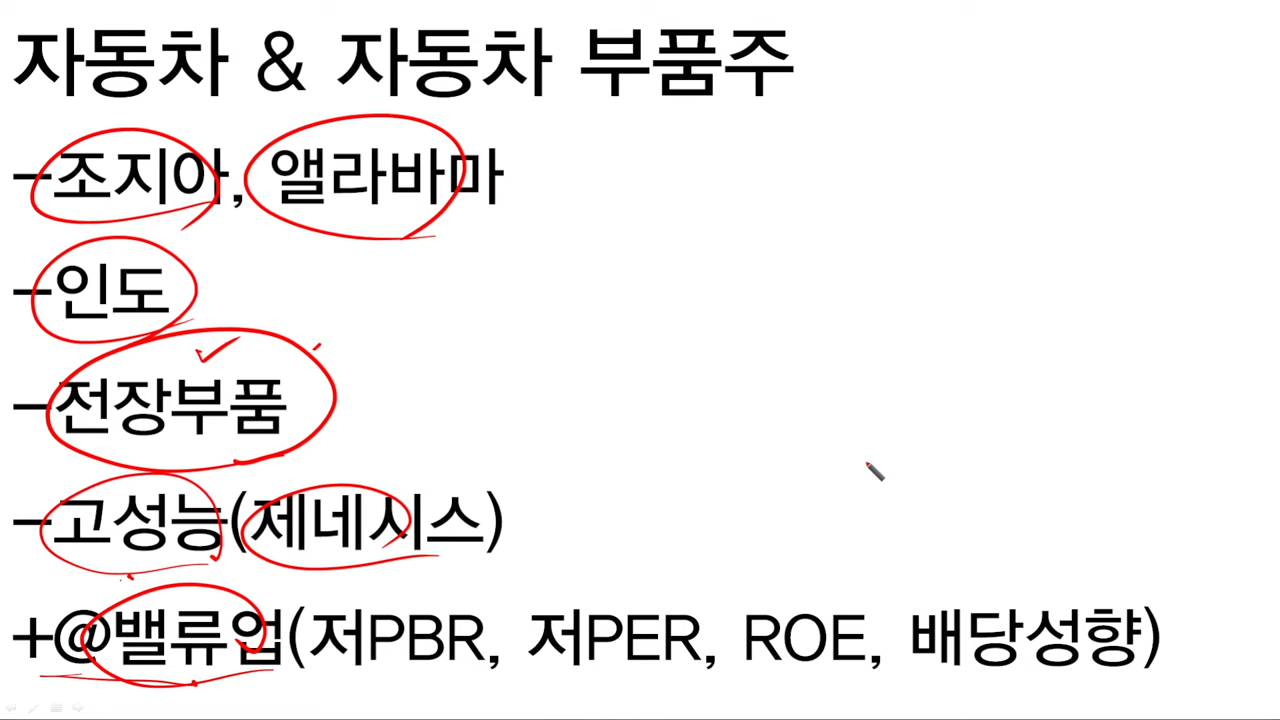 자동차 & 자동차 부품주
-조지아, 앨라바마
-인도
-전장부품
-고성능(제네시스)
+@밸류업(저PBR, 저PER, ROE, 배당성향)